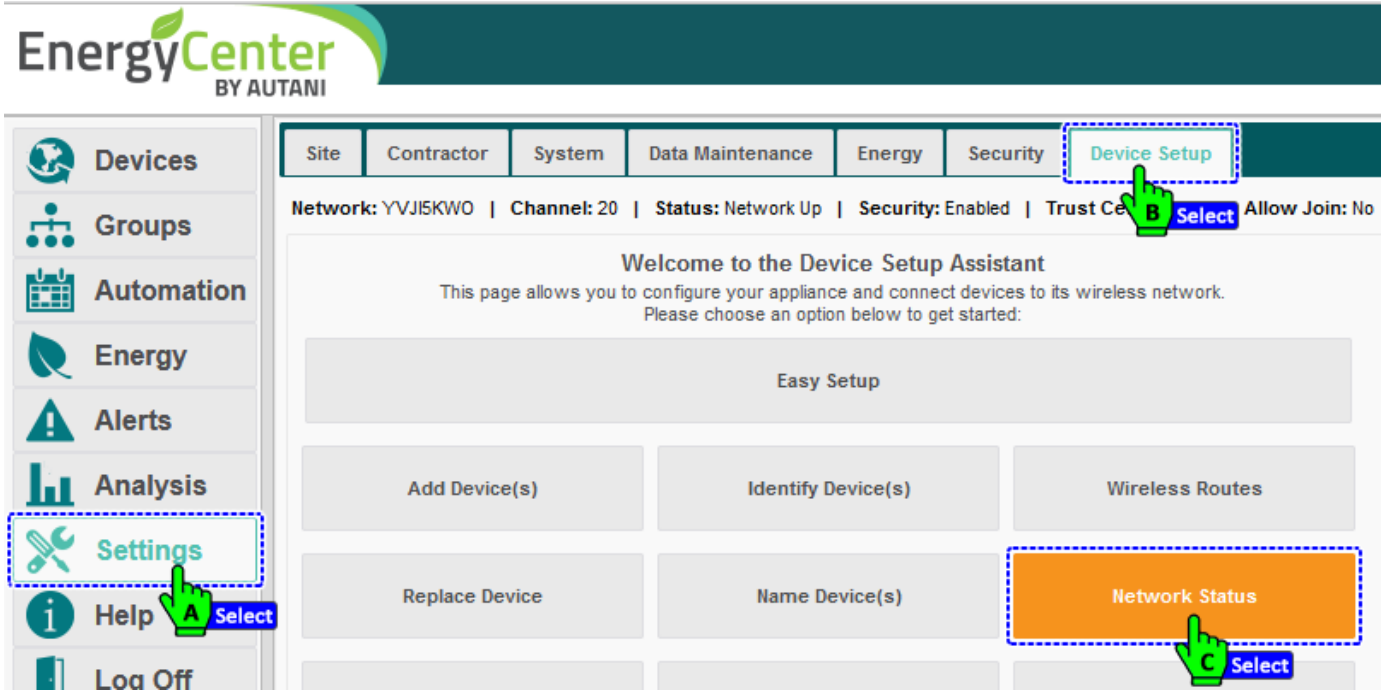 EnergyCenter
BY AUTANI
Devices
Groups
Automation
Energy
Alerts
Analysis
Settings
A Select
Help
Log Off
Site Contractor System Data Maintenance Energy Security Device Setup
B Select
Network: YVJI5KWO | Channel: 20 | Status: Network Up | Security: Enabled | Trust Ce Allow Join: No
Welcome to the Device Setup Assistant
This page allows you to configure your appliance and connect devices to its wireless network.
Please choose an option below to get started:
Easy Setup
Add Device(s) Identify Device(s) Wireless Routes
Replace Device Name Device(s) Network Status
C Select